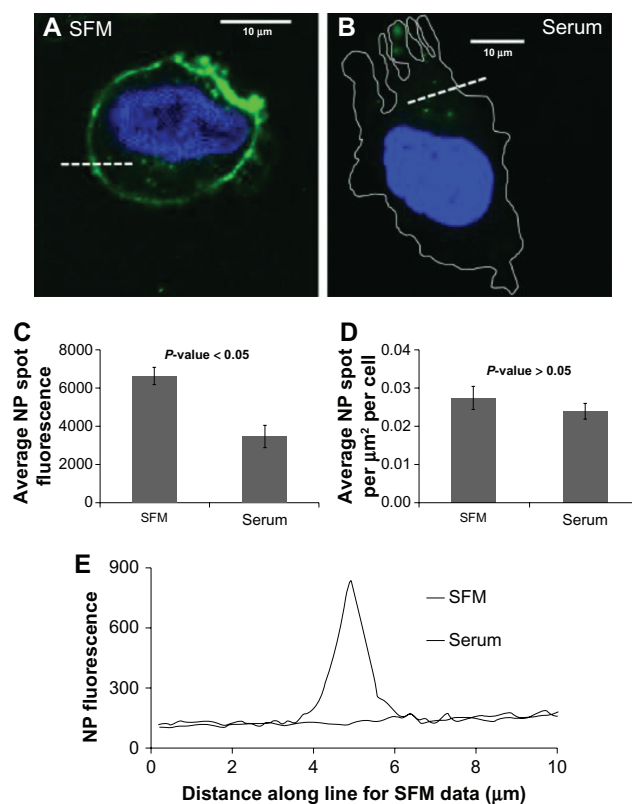 A SFM
10 μm
B Serum
10 μm
C
Average NP spot
fluorescence
8000
6000
4000
2000
0
P-value < 0.05
SFM Serum
D
Average NP spot
per μm² per cell
0.04
0.03
0.02
0.01
0.00
P-value > 0.05
SFM Serum
E
NP fluorescence
900
600
300
0
SFM
Serum
0 2 4 6 8 10
Distance along line for SFM data (μm)